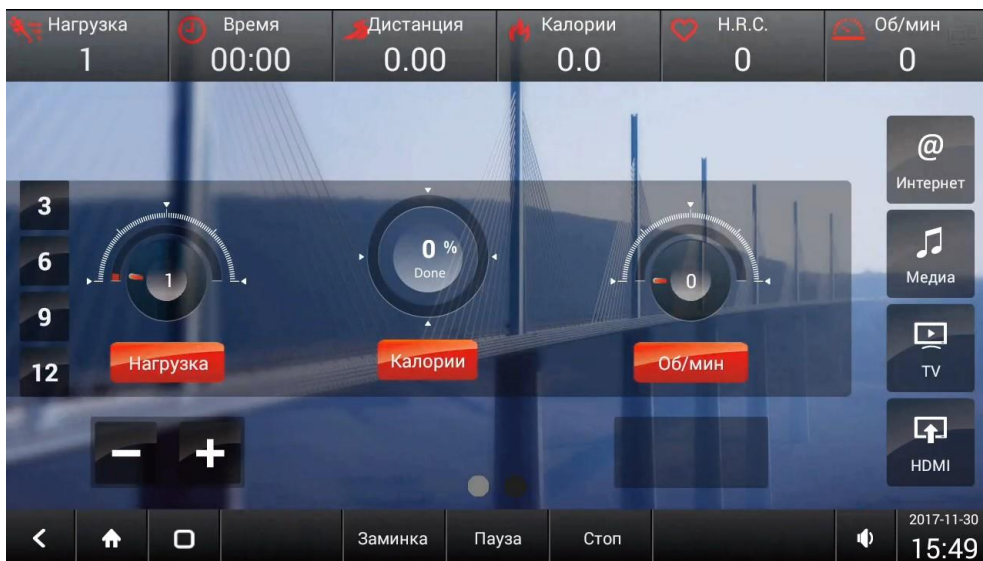 Нагрузка
1
Время
00:00
Дистанция
0.00
Калории
0.0
H.R.C.
0
Об/мин
0
@
Интернет
Медиа
TV
HDMI
3
6
9
12
1
0 %
Done
0
Нагрузка
Калории
Об/мин
− +
Заминка Пауза Стоп
2017-11-30
15:49